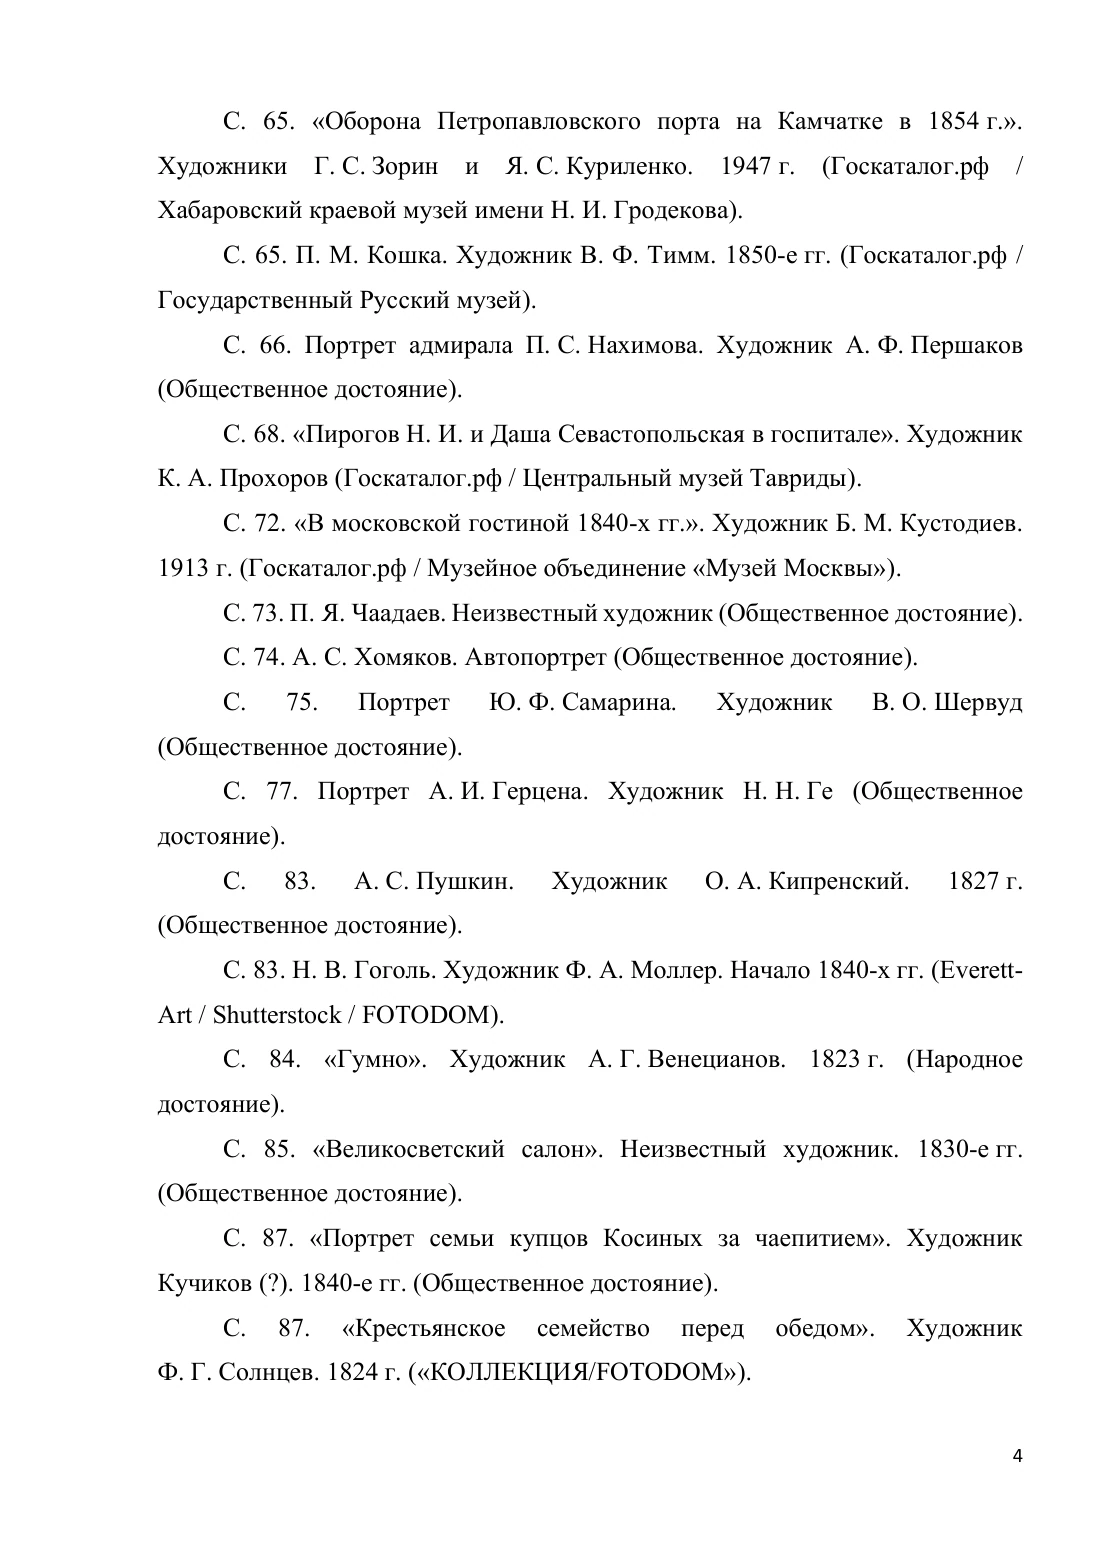 С. 65. «Оборона Петропавловского порта на Камчатке в 1854 г.».
Художники Г. С. Зорин и Я. С. Куриленко. 1947 г. (Госкаталог.рф /
Хабаровский краевой музей имени Н. И. Гродекова).
С. 65. П. М. Кошка. Художник В. Ф. Тимм. 1850-е гг. (Госкаталог.рф /
Государственный Русский музей).
С. 66. Портрет адмирала П. С. Нахимова. Художник А. Ф. Першаков
(Общественное достояние).
С. 68. «Пирогов Н. И. и Даша Севастопольская в госпитале». Художник
К. А. Прохоров (Госкаталог.рф / Центральный музей Тавриды).
С. 72. «В московской гостиной 1840-х гг.». Художник Б. М. Кустодиев.
1913 г. (Госкаталог.рф / Музейное объединение «Музей Москвы»).
С. 73. П. Я. Чаадаев. Неизвестный художник (Общественное достояние).
С. 74. А. С. Хомяков. Автопортрет (Общественное достояние).
С. 75. Портрет Ю. Ф. Самарина. Художник В. О. Шервуд
(Общественное достояние).
С. 77. Портрет А. И. Герцена. Художник Н. Н. Ге (Общественное
достояние).
С. 83. А. С. Пушкин. Художник О. А. Кипренский. 1827 г.
(Общественное достояние).
С. 83. Н. В. Гоголь. Художник Ф. А. Моллер. Начало 1840-х гг. (Everett-
Art / Shutterstock / FOTODOM).
С. 84. «Гумно». Художник А. Г. Венецианов. 1823 г. (Народное
достояние).
С. 85. «Великосветский салон». Неизвестный художник. 1830-е гг.
(Общественное достояние).
С. 87. «Портрет семьи купцов Косиных за чаепитием». Художник
Кучиков (?). 1840-е гг. (Общественное достояние).
С. 87. «Крестьянское семейство перед обедом». Художник
Ф. Г. Солнцев. 1824 г. («КОЛЛЕКЦИЯ/FOTODOM»).
4